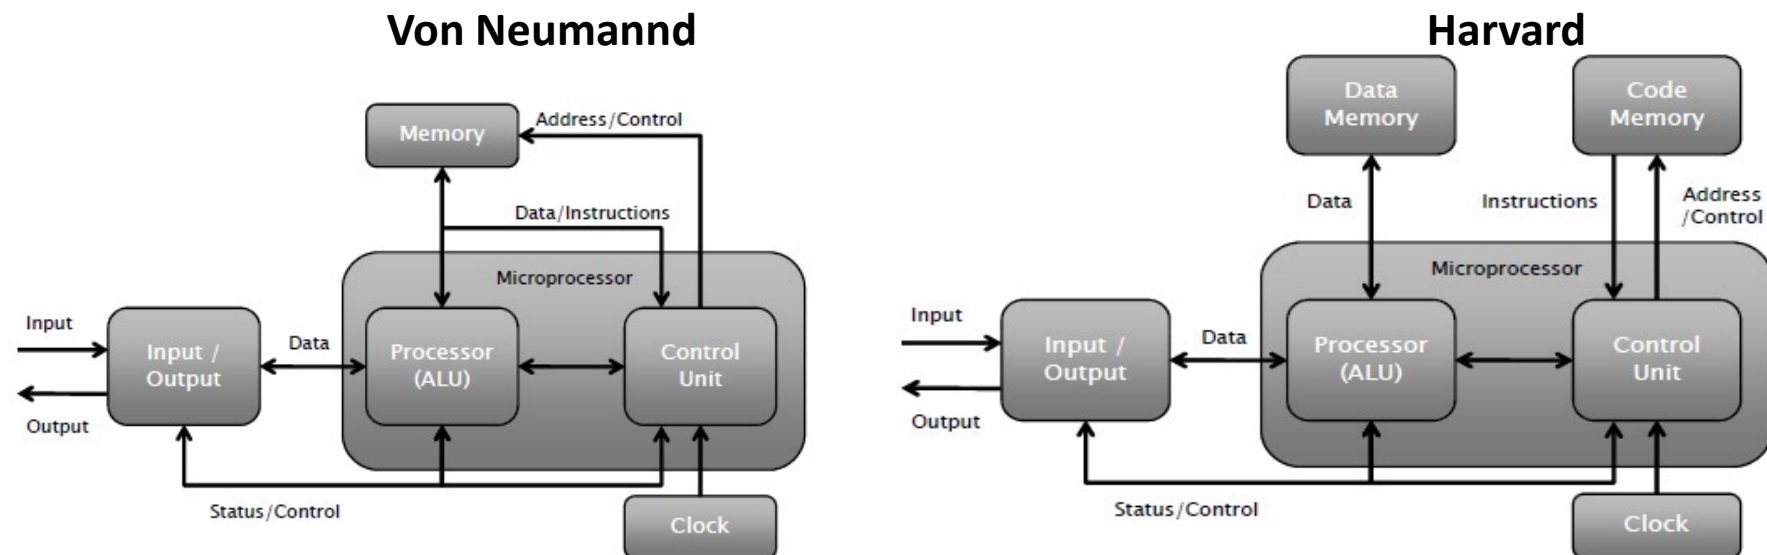 Von Neumannd
Memory
Address/Control
Data/Instructions
Microprocessor
Input
Input /
Output
Data
Processor
(ALU)
Control
Unit
Output
Status/Control
Clock
Harvard
Data
Memory
Code
Memory
Data
Instructions
Address
/Control
Microprocessor
Input
Input /
Output
Data
Processor
(ALU)
Control
Unit
Output
Status/Control
Clock